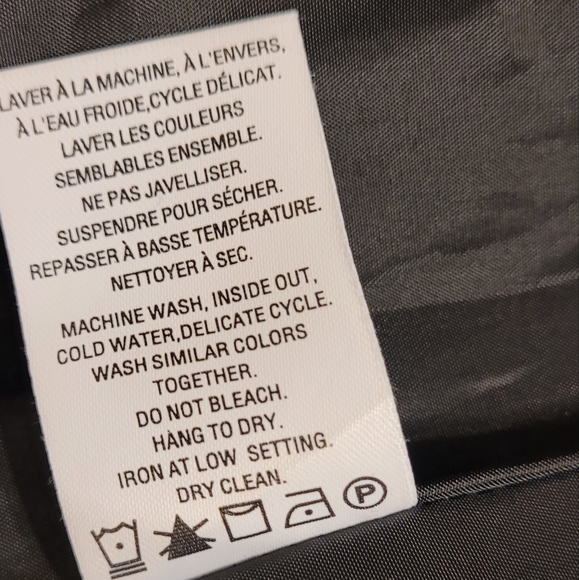 LAVER À LA MACHINE, À L'ENVERS,
À L'EAU FROIDE,CYCLE DÉLICAT.
LAVER LES COULEURS
SEMBLABLES ENSEMBLE.
NE PAS JAVELLISER.
SUSPENDRE POUR SÉCHER.
REPASSER À BASSE TEMPÉRATURE.
NETTOYER À SEC.
MACHINE WASH, INSIDE OUT,
COLD WATER,DELICATE CYCLE.
WASH SIMILAR COLORS
TOGETHER.
DO NOT BLEACH.
HÀNG TO DRY.
IRON AT LOW SETTING.
DRY CLEAN.
P